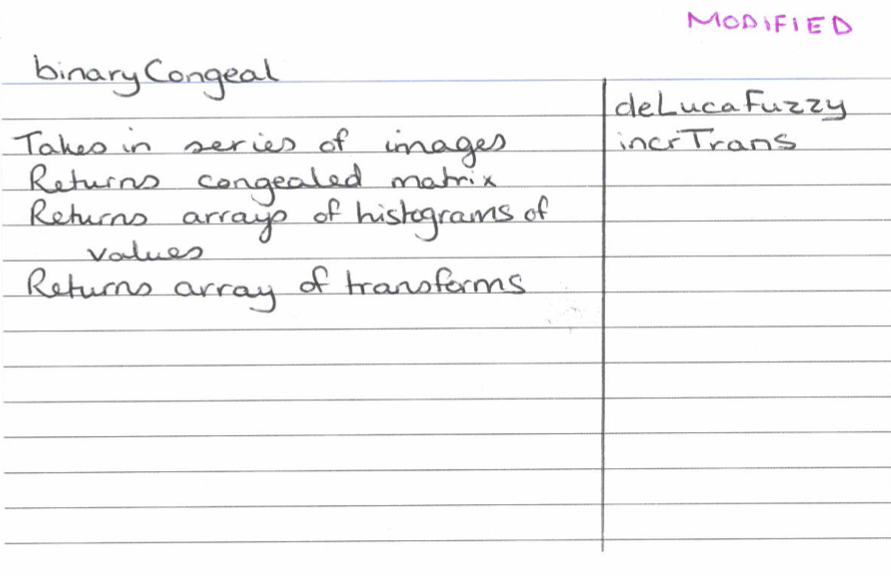 MODIFIED
binaryCongeal
Takes in series of images
Returns congealed matrix
Returns arrays of histograms of
values
Returns array of transforms
deLucaFuzzy
incrTrans